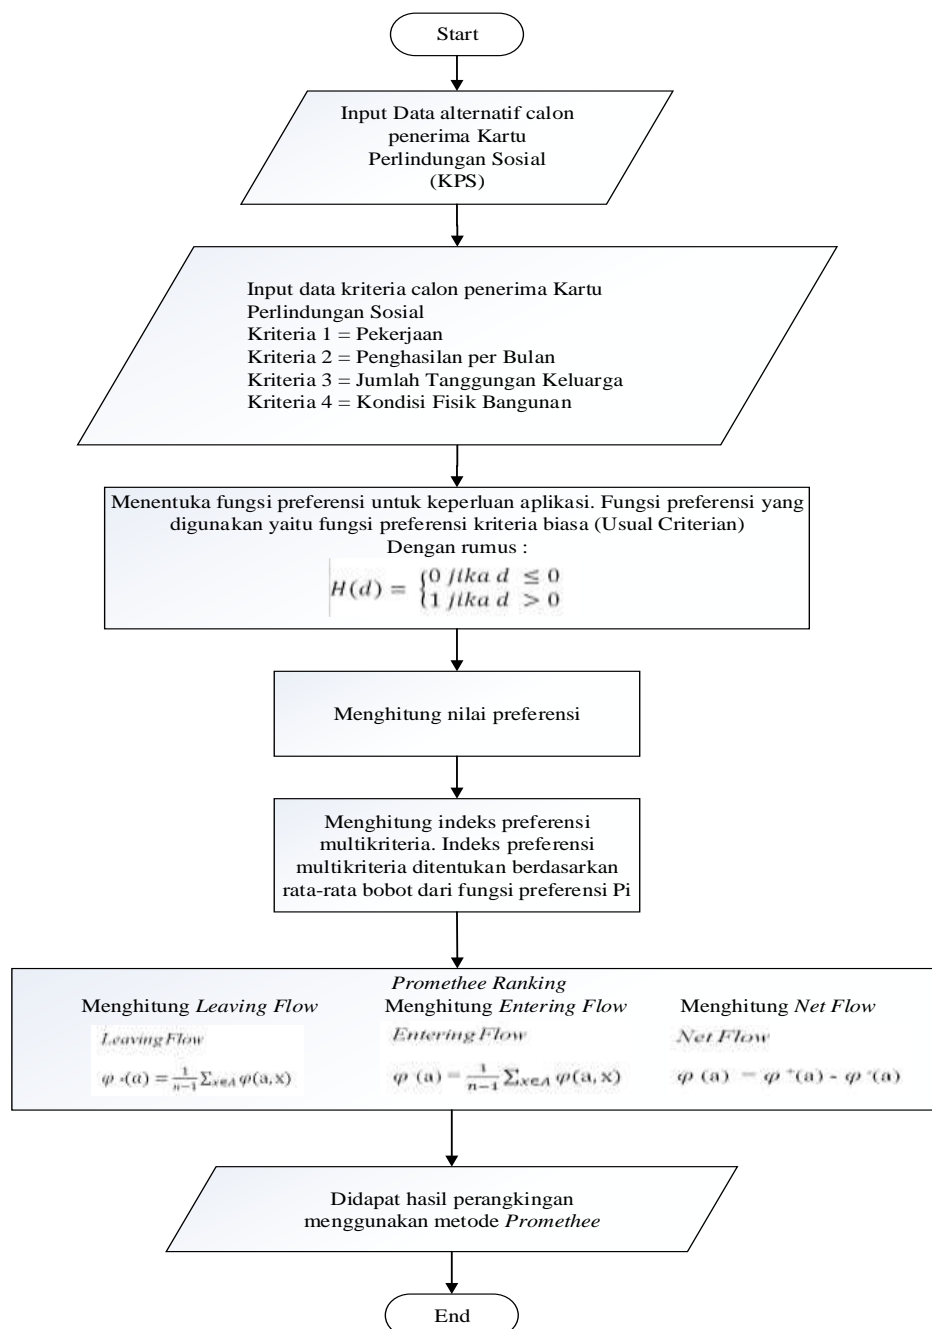 Start
Input Data alternatif calon
penerima Kartu
Perlindungan Sosial
(KPS)
Input data kriteria calon penerima Kartu
Perlindungan Sosial
Kriteria 1 = Pekerjaan
Kriteria 2 = Penghasilan per Bulan
Kriteria 3 = Jumlah Tanggungan Keluarga
Kriteria 4 = Kondisi Fisik Bangunan
Menentuka fungsi preferensi untuk keperluan aplikasi. Fungsi preferensi yang
digunakan yaitu fungsi preferensi kriteria biasa (Usual Criterian)
Dengan rumus :
H(d) = {0 jika d ≤ 0
1 jika d > 0
Menghitung nilai preferensi
Menghitung indeks preferensi
multikriteria. Indeks preferensi
multikriteria ditentukan berdasarkan
rata-rata bobot dari fungsi preferensi Pi
Promethee Ranking
Menghitung Leaving Flow
Leaving Flow
φ +(a) = 1/n-1 ∑x∈A φ(a,x)
Menghitung Entering Flow
Entering Flow
φ (a) = 1/n-1 ∑x∈A φ(a,x)
Menghitung Net Flow
Net Flow
φ (a) = φ +(a) - φ -(a)
Didapat hasil perangkingan
menggunakan metode Promethee
End